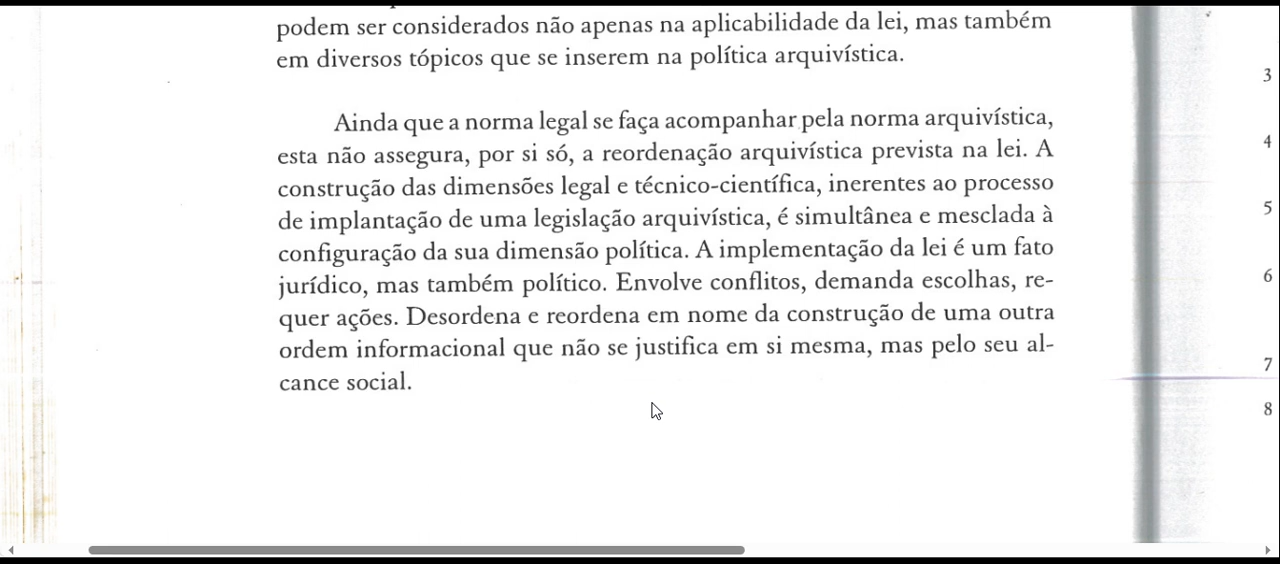 podem ser considerados não apenas na aplicabilidade da lei, mas também
em diversos tópicos que se inserem na política arquivística.
Ainda que a norma legal se faça acompanhar pela norma arquivística,
esta não assegura, por si só, a reordenação arquivística prevista na lei. A
construção das dimensões legal e técnico-científica, inerentes ao processo
de implantação de uma legislação arquivística, é simultânea e mesclada à
configuração da sua dimensão política. A implementação da lei é um fato
jurídico, mas também político. Envolve conflitos, demanda escolhas, re-
quer ações. Desordena e reordena em nome da construção de uma outra
ordem informacional que não se justifica em si mesma, mas pelo seu al-
cance social.
3
4
5
6
7
8